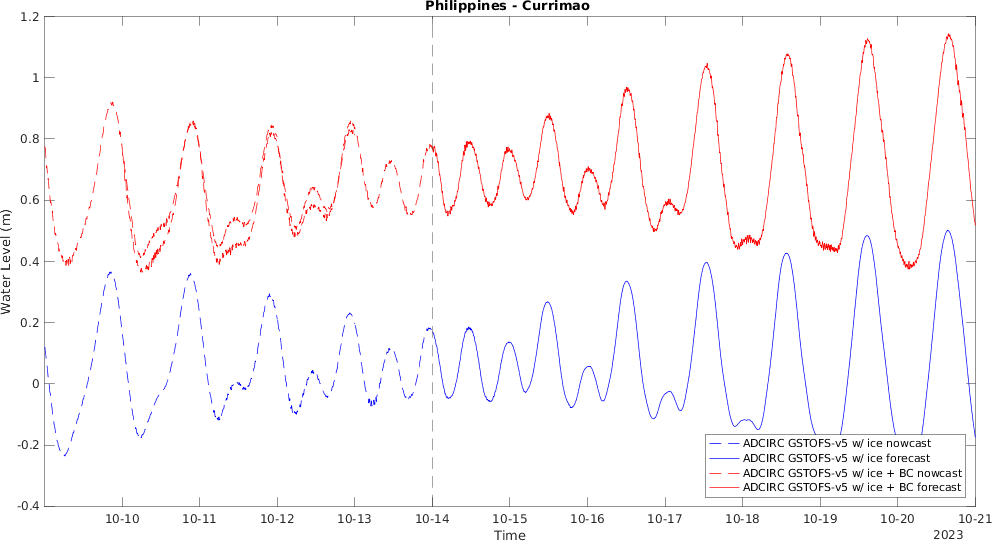 Philippines - Currimao
1.2
1
0.8
0.6
0.4
0.2
0
-0.2
-0.4
Water Level (m)
ADCIRC GSTOFS-v5 w/ ice nowcast
ADCIRC GSTOFS-v5 w/ ice forecast
ADCIRC GSTOFS-v5 w/ ice + BC nowcast
ADCIRC GSTOFS-v5 w/ ice + BC forecast
10-10 10-11 10-12 10-13 10-14 10-15 10-16 10-17 10-18 10-19 10-20 10-21
Time
2023